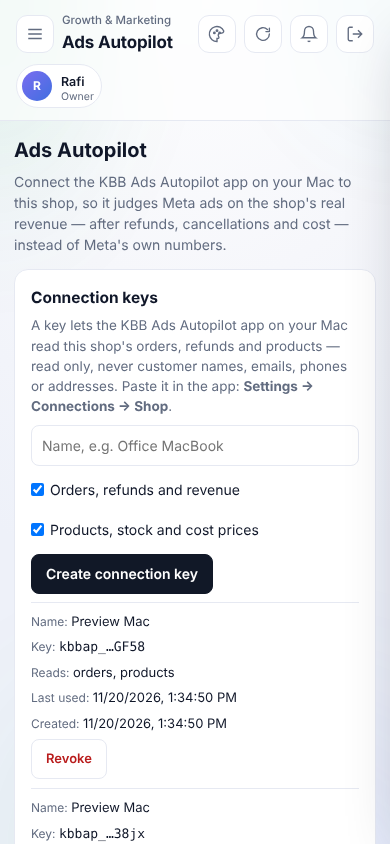 Growth & Marketing
Ads Autopilot
R
Rafi
Owner
Ads Autopilot
Connect the KBB Ads Autopilot app on your Mac to
this shop, so it judges Meta ads on the shop's real
revenue — after refunds, cancellations and cost —
instead of Meta's own numbers.
Connection keys
A key lets the KBB Ads Autopilot app on your Mac
read this shop's orders, refunds and products —
read only, never customer names, emails, phones
or addresses. Paste it in the app: Settings →
Connections → Shop.
Name, e.g. Office MacBook
Orders, refunds and revenue
Products, stock and cost prices
Create connection key
Name: Preview Mac
Key: kbbap_…GF58
Reads: orders, products
Last used: 11/20/2026, 1:34:50 PM
Created: 11/20/2026, 1:34:50 PM
Revoke
Name: Preview Mac
Key: kbbap_…38jx